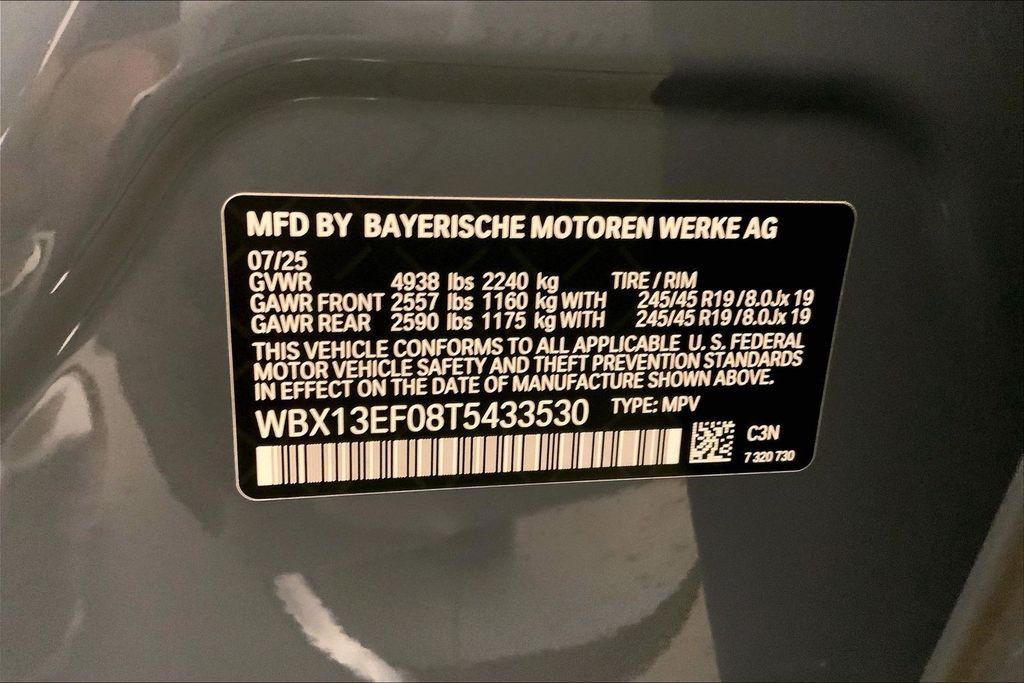 MFD BY BAYERISCHE MOTOREN WERKE AG
07/25
GVWR 4938 lbs 2240 kg TIRE / RIM
GAWR FRONT 2557 lbs 1160 kg WITH 245/45 R19 /8.0Jx 19
GAWR REAR 2590 lbs 1175 kg WITH 245/45 R19 /8.0Jx 19
THIS VEHICLE CONFORMS TO ALL APPLICABLE U. S. FEDERAL
MOTOR VEHICLE SAFETY AND THEFT PREVENTION STANDARDS
IN EFFECT ON THE DATE OF MANUFACTURE SHOWN ABOVE.
WBX13EF08T5433530 TYPE: MPV
C3N
7 320 730